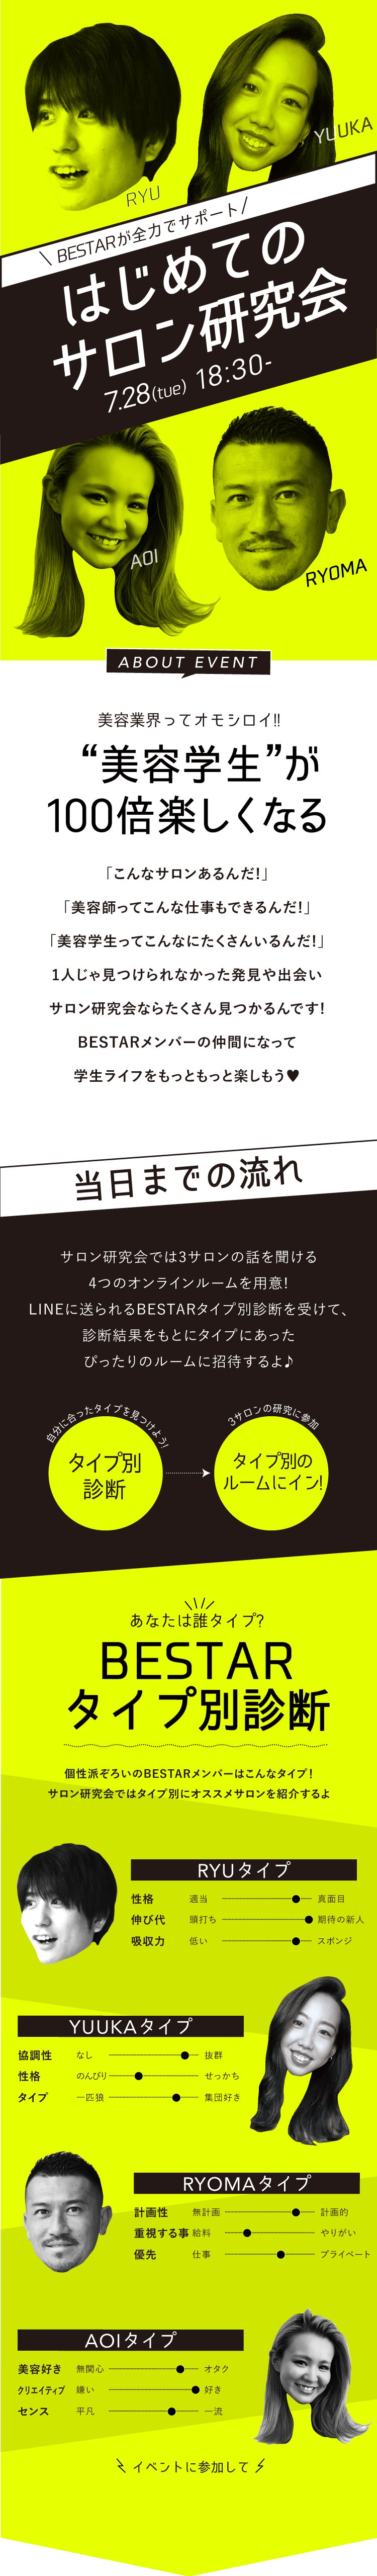 RYU
YUUKA
BESTARが全力でサポート
はじめての
サロン研究会
7.28(tue) 18:30-
AOI
RYOMA
ABOUT EVENT
美容業界ってオモシロイ!!
“美容学生”が
100倍楽しくなる
「こんなサロンあるんだ!」
「美容師ってこんな仕事もできるんだ!」
「美容学生ってこんなにたくさんいるんだ!」
1人じゃ見つけられなかった発見や出会い
サロン研究会ならたくさん見つかるんです!
BESTARメンバーの仲間になって
学生ライフをもっともっと楽しもう♥
当日までの流れ
サロン研究会では3サロンの話を聞ける
4つのオンラインルームを用意!
LINEに送られるBESTARタイプ別診断を受けて、
診断結果をもとにタイプにあった
ぴったりのルームに招待するよ♪
自分に合ったタイプを見つけよう!
タイプ別
診断
3サロンの研究に参加
タイプ別の
ルームにイン!
あなたは誰タイプ?
BESTAR
タイプ別診断
個性派ぞろいのBESTARメンバーはこんなタイプ!
サロン研究会ではタイプ別にオススメサロンを紹介するよ
RYUタイプ
性格 適当 真面目
伸び代 頭打ち 期待の新人
吸収力 低い スポンジ
YUUKAタイプ
協調性 なし 抜群
性格 のんびり せっかち
タイプ 一匹狼 集団好き
RYOMAタイプ
計画性 無計画 計画的
重視する事 給料 やりがい
優先 仕事 プライベート
AOIタイプ
美容好き 無関心 オタク
クリエイティブ 嫌い 好き
センス 平凡 一流
イベントに参加して